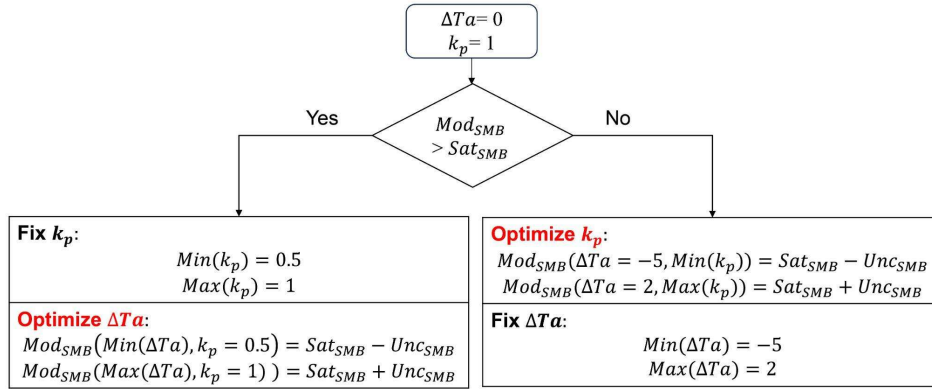 ΔTa= 0
k_p = 1
Yes
No
Mod_SMB
> Sat_SMB
Fix k_p:
Min(k_p) = 0.5
Max(k_p) = 1
Optimize ΔTa:
Mod_SMB(Min(ΔTa), k_p = 0.5) = Sat_SMB − Unc_SMB
Mod_SMB(Max(ΔTa), k_p = 1) ) = Sat_SMB + Unc_SMB
Optimize k_p:
Mod_SMB(ΔTa = −5, Min(k_p)) = Sat_SMB − Unc_SMB
Mod_SMB(ΔTa = 2, Max(k_p)) = Sat_SMB + Unc_SMB
Fix ΔTa:
Min(ΔTa) = −5
Max(ΔTa) = 2